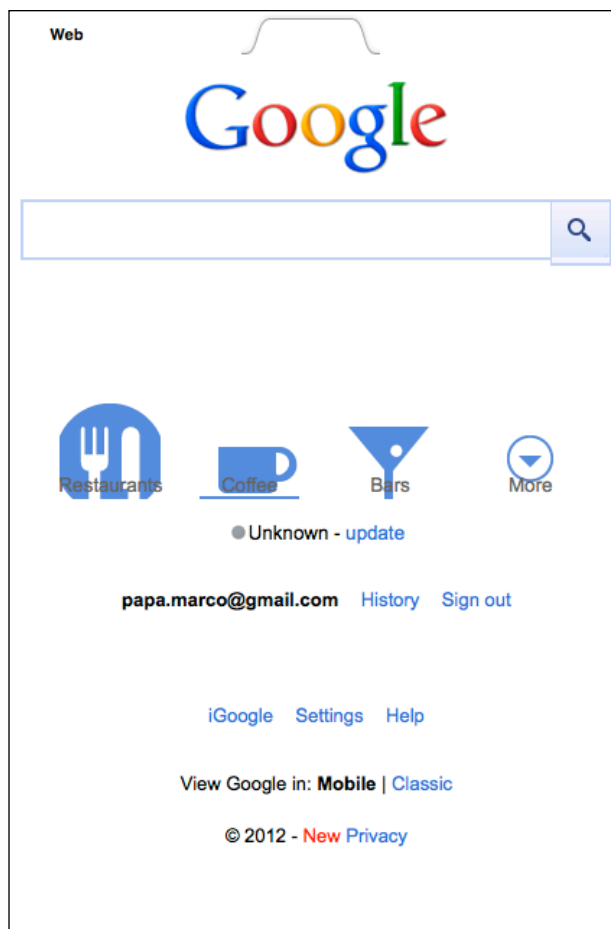 Web
Google
Restaurants Coffee Bars More
Unknown - update
papa.marco@gmail.com History Sign out
iGoogle Settings Help
View Google in: Mobile | Classic
© 2012 - New Privacy